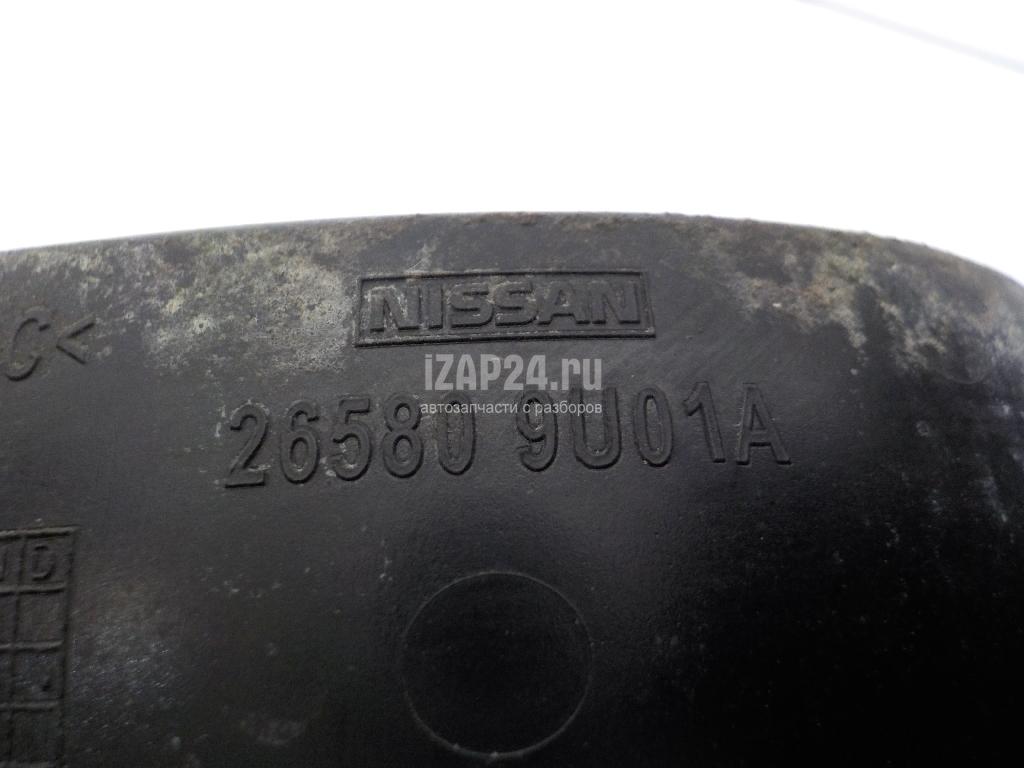 NISSAN
C<
iZAP24.ru
автозапчасти с разборов
26580 9U01A
D